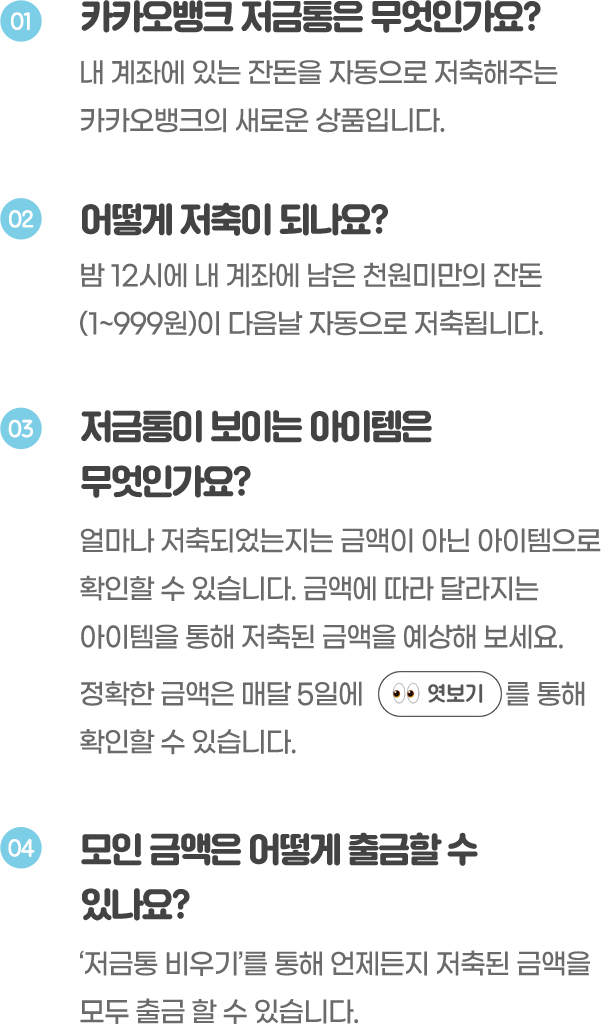 01 카카오뱅크 저금통은 무엇인가요?
내 계좌에 있는 잔돈을 자동으로 저축해주는
카카오뱅크의 새로운 상품입니다.
02 어떻게 저축이 되나요?
밤 12시에 내 계좌에 남은 천원미만의 잔돈
(1~999원)이 다음날 자동으로 저축됩니다.
03 저금통이 보이는 아이템은
무엇인가요?
얼마나 저축되었는지는 금액이 아닌 아이템으로
확인할 수 있습니다. 금액에 따라 달라지는
아이템을 통해 저축된 금액을 예상해 보세요.
정확한 금액은 매달 5일에 👀 엿보기 를 통해
확인할 수 있습니다.
04 모인 금액은 어떻게 출금할 수
있나요?
‘저금통 비우기’를 통해 언제든지 저축된 금액을
모두 출금 할 수 있습니다.